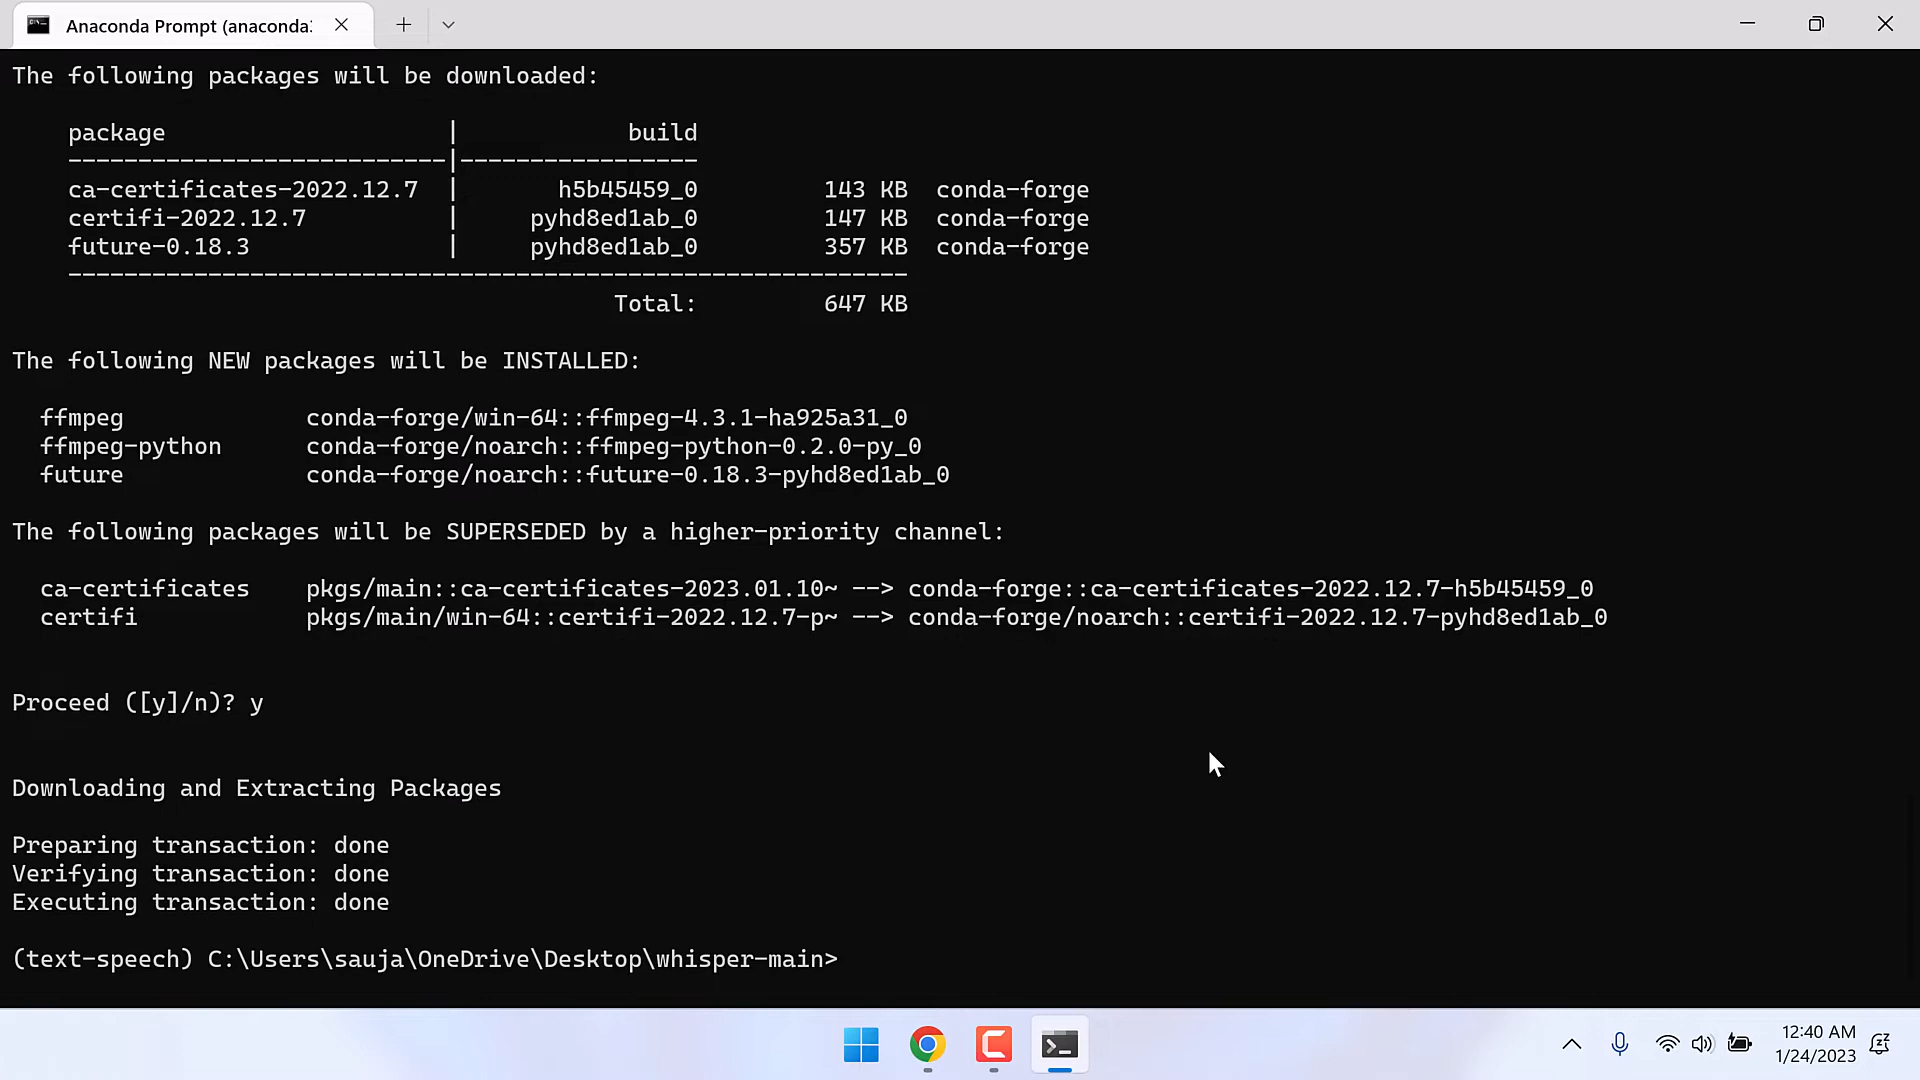 Anaconda Prompt (anaconda
The following packages will be downloaded:
package | build
---------------------------|-----------------
ca-certificates-2022.12.7 | h5b45459_0 143 KB conda-forge
certifi-2022.12.7 | pyhd8ed1ab_0 147 KB conda-forge
future-0.18.3 | pyhd8ed1ab_0 357 KB conda-forge
------------------------------------------------------------
Total: 647 KB
The following NEW packages will be INSTALLED:
ffmpeg conda-forge/win-64::ffmpeg-4.3.1-ha925a31_0
ffmpeg-python conda-forge/noarch::ffmpeg-python-0.2.0-py_0
future conda-forge/noarch::future-0.18.3-pyhd8ed1ab_0
The following packages will be SUPERSEDED by a higher-priority channel:
ca-certificates pkgs/main::ca-certificates-2023.01.10~ --> conda-forge::ca-certificates-2022.12.7-h5b45459_0
certifi pkgs/main/win-64::certifi-2022.12.7-p~ --> conda-forge/noarch::certifi-2022.12.7-pyhd8ed1ab_0
Proceed ([y]/n)? y
Downloading and Extracting Packages
Preparing transaction: done
Verifying transaction: done
Executing transaction: done
(text-speech) C:\Users\sauja\OneDrive\Desktop\whisper-main>
12:40 AM
1/24/2023